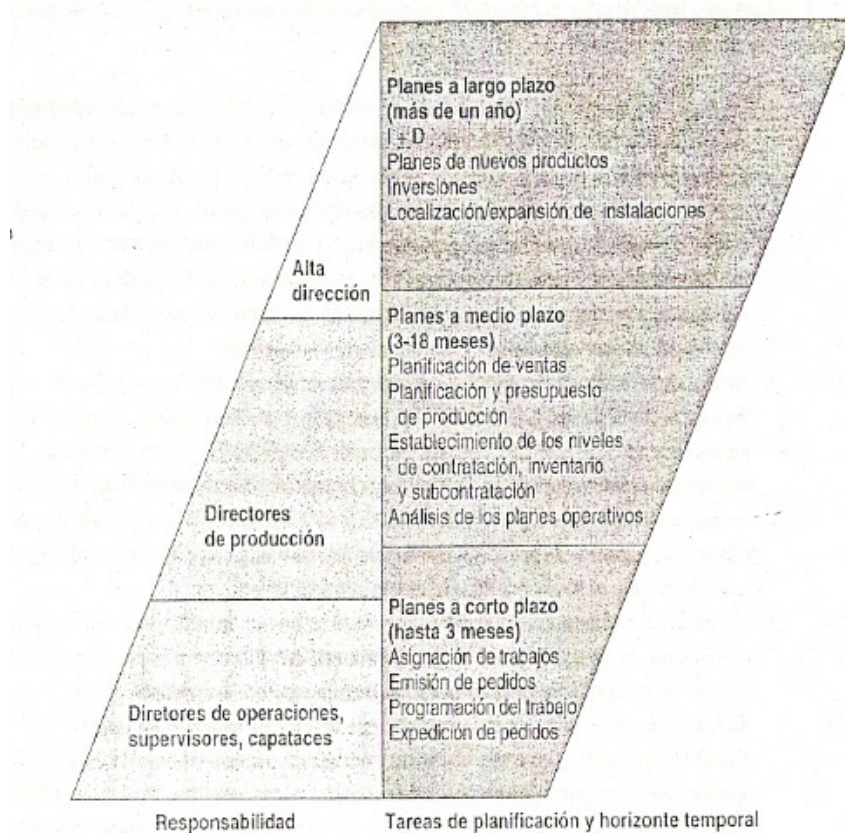 Planes a largo plazo
(más de un año)
I + D
Planes de nuevos productos
Inversiones
Localización/expansión de instalaciones
Alta
dirección
Planes a medio plazo
(3-18 meses)
Planificación de ventas
Planificación y presupuesto
de producción
Establecimiento de los niveles
de contratación, inventario
y subcontratación
Análisis de los planes operativos
Directores
de producción
Planes a corto plazo
(hasta 3 meses)
Asignación de trabajos
Emisión de pedidos
Programación del trabajo
Expedición de pedidos
Diretores de operaciones,
supervisores, capataces
Responsabilidad
Tareas de planificación y horizonte temporal